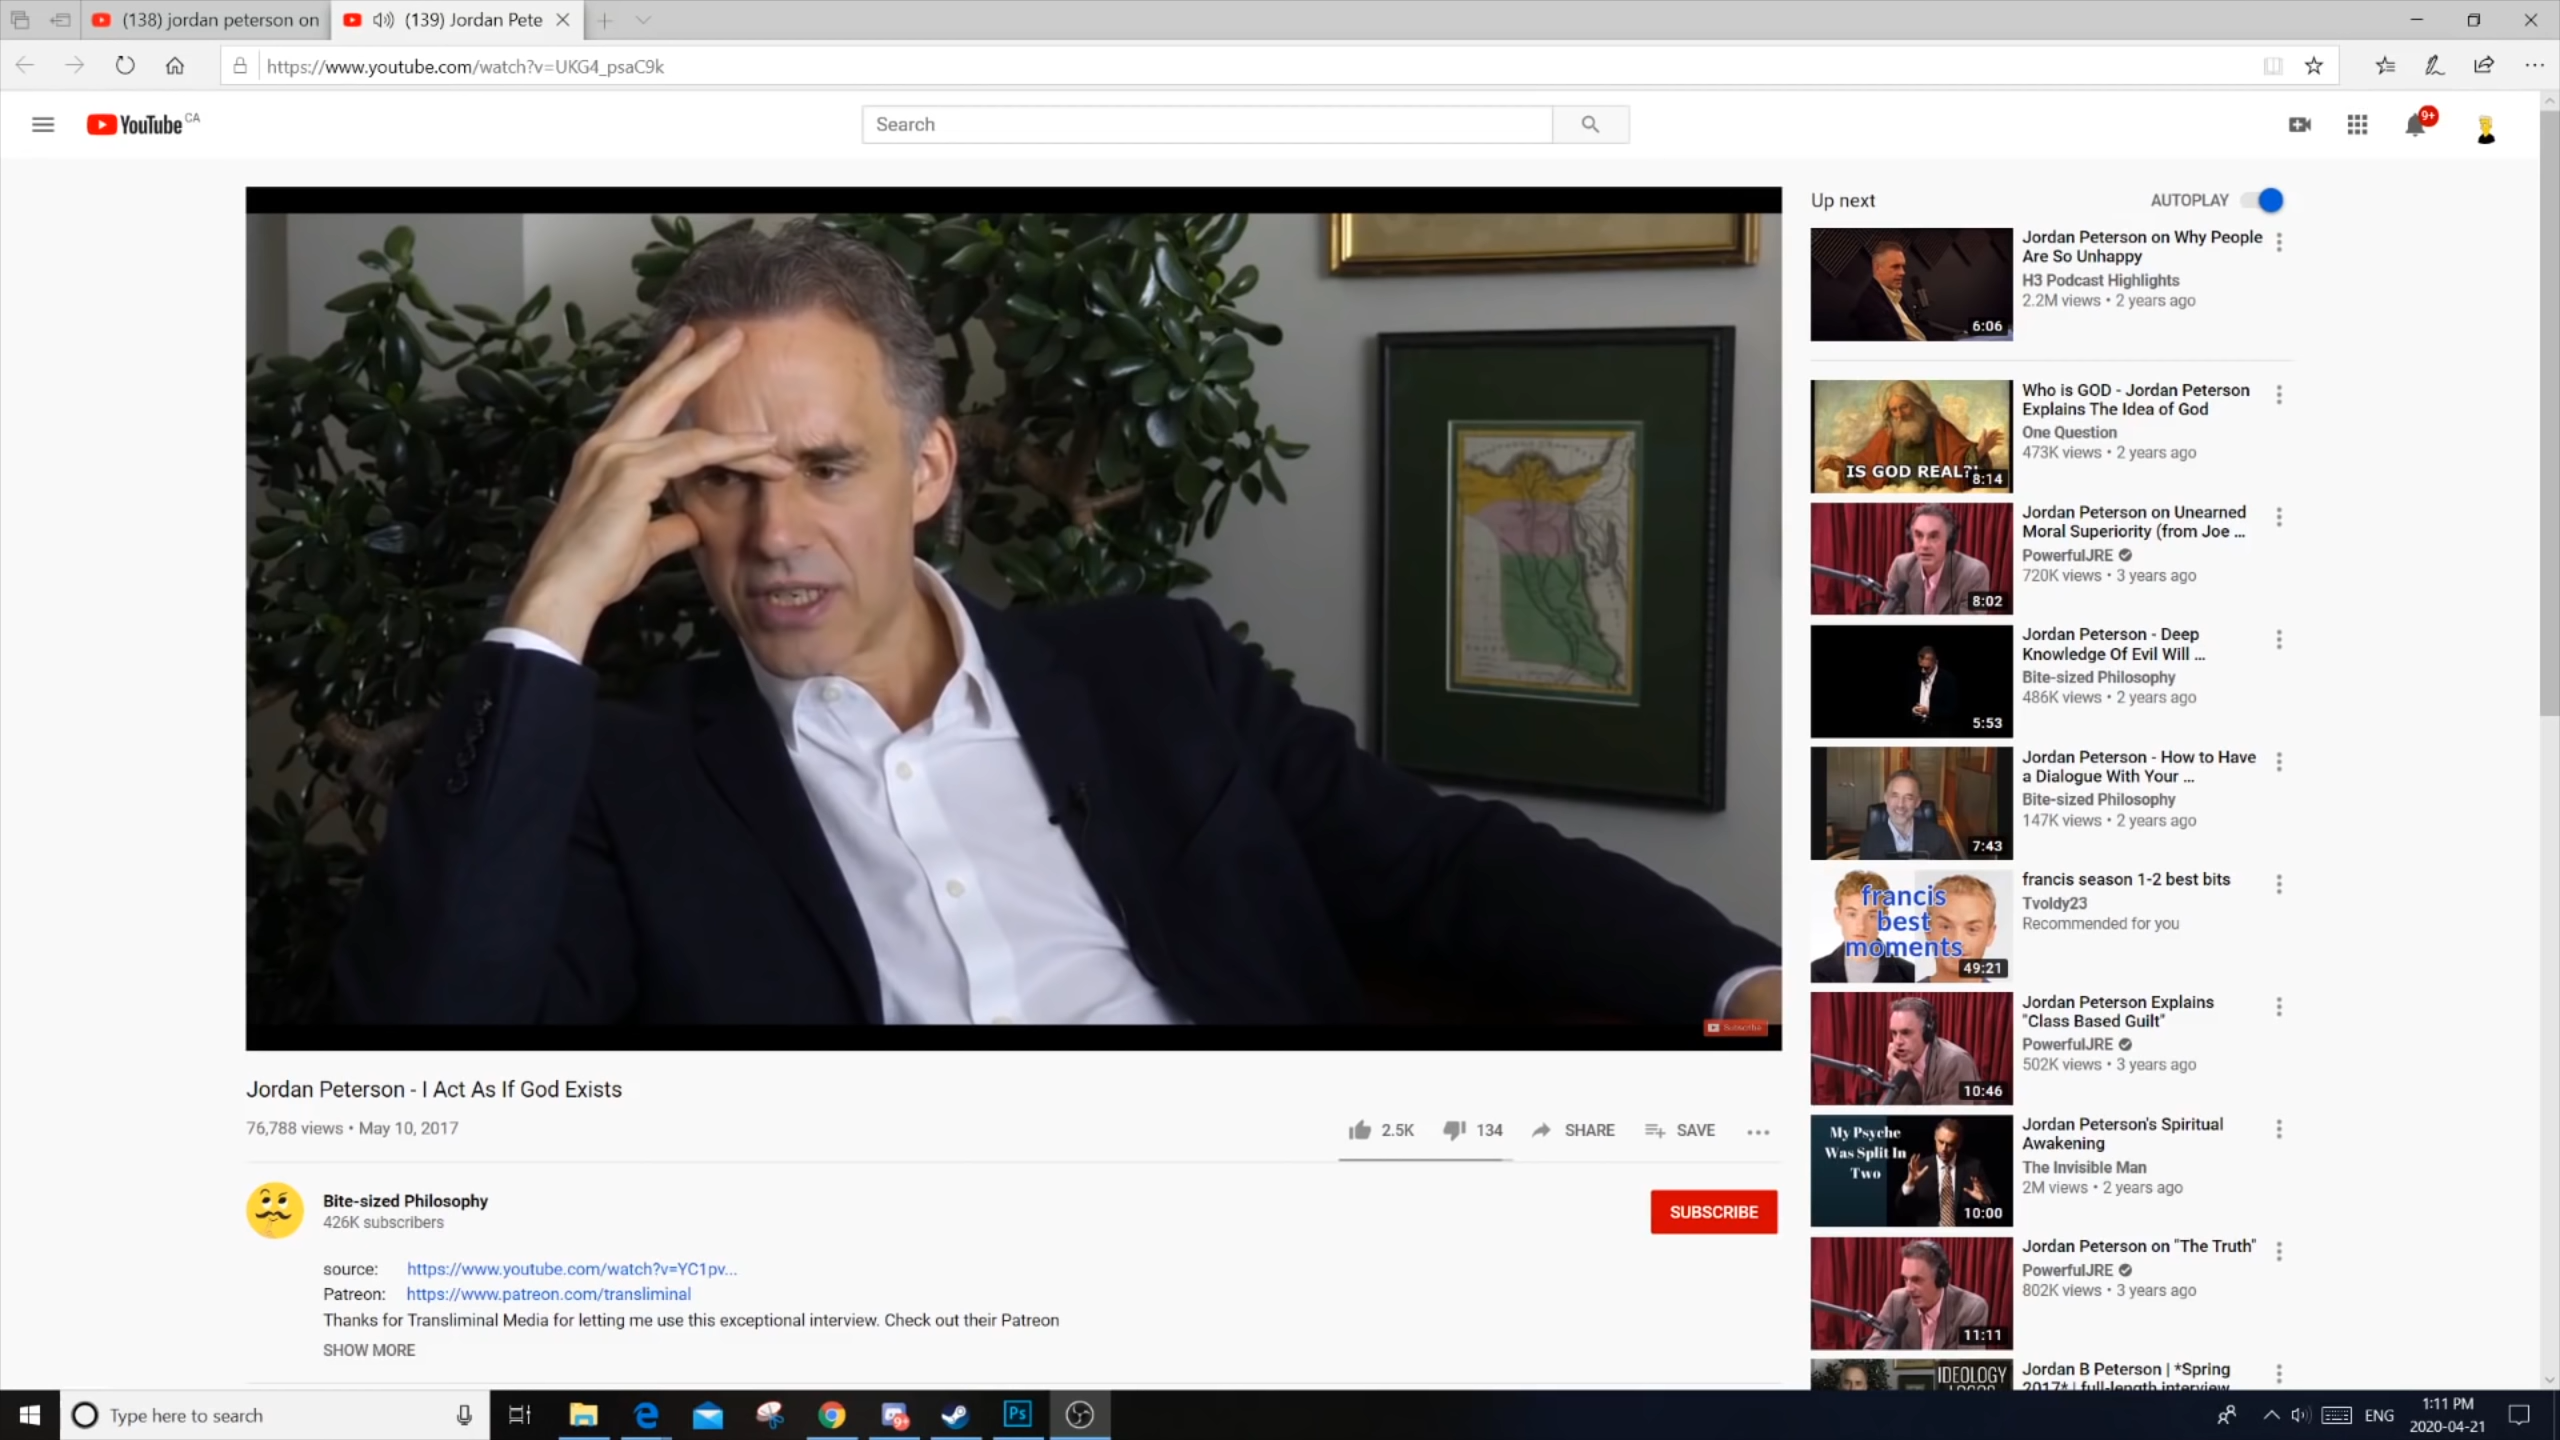 (138) jordan peterson on
(139) Jordan Pete
https://www.youtube.com/watch?v=UKG4_psaC9k
YouTube CA
Search
9+
Subscribe
Jordan Peterson - I Act As If God Exists
76,788 views • May 10, 2017
2.5K
134
SHARE
SAVE
Bite-sized Philosophy
426K subscribers
SUBSCRIBE
source: https://www.youtube.com/watch?v=YC1pv...
Patreon: https://www.patreon.com/transliminal
Thanks for Transliminal Media for letting me use this exceptional interview. Check out their Patreon
SHOW MORE
Up next
AUTOPLAY
6:06
Jordan Peterson on Why People
Are So Unhappy
H3 Podcast Highlights
2.2M views • 2 years ago
IS GOD REAL?!
8:14
Who is GOD - Jordan Peterson
Explains The Idea of God
One Question
473K views • 2 years ago
8:02
Jordan Peterson on Unearned
Moral Superiority (from Joe ...
PowerfulJRE
720K views • 3 years ago
5:53
Jordan Peterson - Deep
Knowledge Of Evil Will ...
Bite-sized Philosophy
486K views • 2 years ago
7:43
Jordan Peterson - How to Have
a Dialogue With Your ...
Bite-sized Philosophy
147K views • 2 years ago
francis
best
moments
49:21
francis season 1-2 best bits
Tvoldy23
Recommended for you
10:46
Jordan Peterson Explains
"Class Based Guilt"
PowerfulJRE
502K views • 3 years ago
My Psyche
Was Split In
Two
10:00
Jordan Peterson's Spiritual
Awakening
The Invisible Man
2M views • 2 years ago
11:11
Jordan Peterson on "The Truth"
PowerfulJRE
802K views • 3 years ago
IDEOLOGY
Jordan B Peterson | *Spring
2017* | full-length interview
Type here to search
9+
Ps
ENG
1:11 PM
2020-04-21